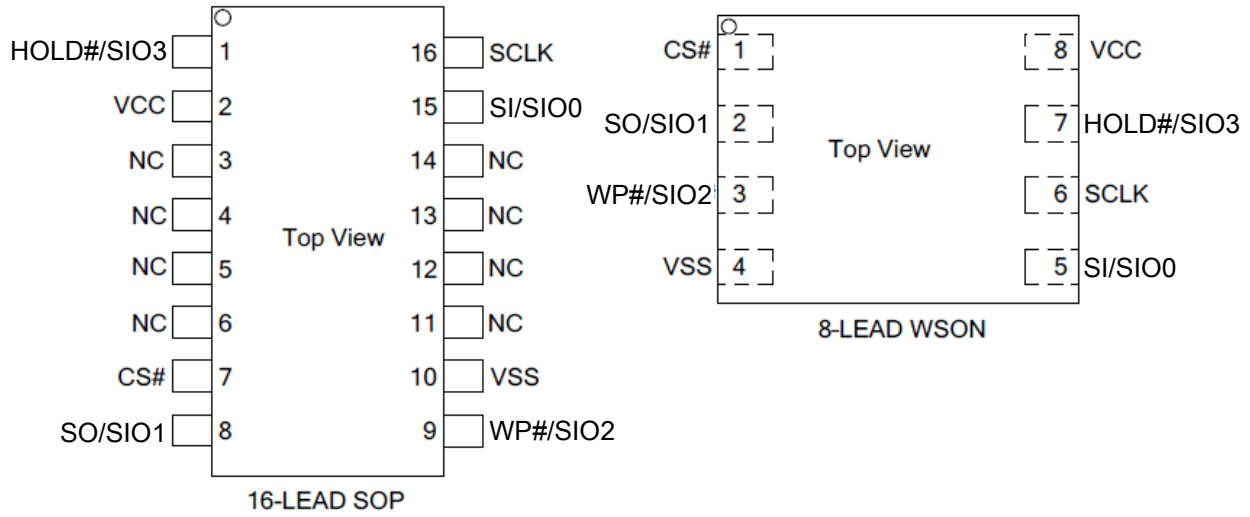 HOLD#/SIO3 1 16 SCLK
VCC 2 15 SI/SIO0
NC 3 14 NC
NC 4 13 NC
Top View
NC 5 12 NC
NC 6 11 NC
CS# 7 10 VSS
SO/SIO1 8 9 WP#/SIO2
16-LEAD SOP
CS# 1 8 VCC
SO/SIO1 2 7 HOLD#/SIO3
Top View
WP#/SIO2 3 6 SCLK
VSS 4 5 SI/SIO0
8-LEAD WSON